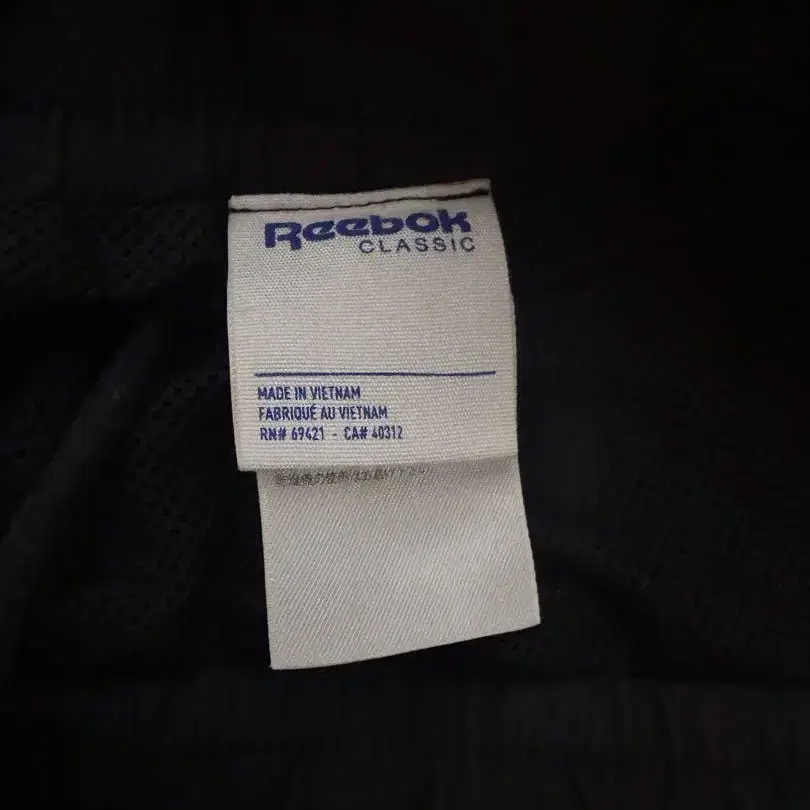 Reebok
CLASSIC
MADE IN VIETNAM
FABRIQUÉ AU VIETNAM
RN# 69421 - CA# 40312